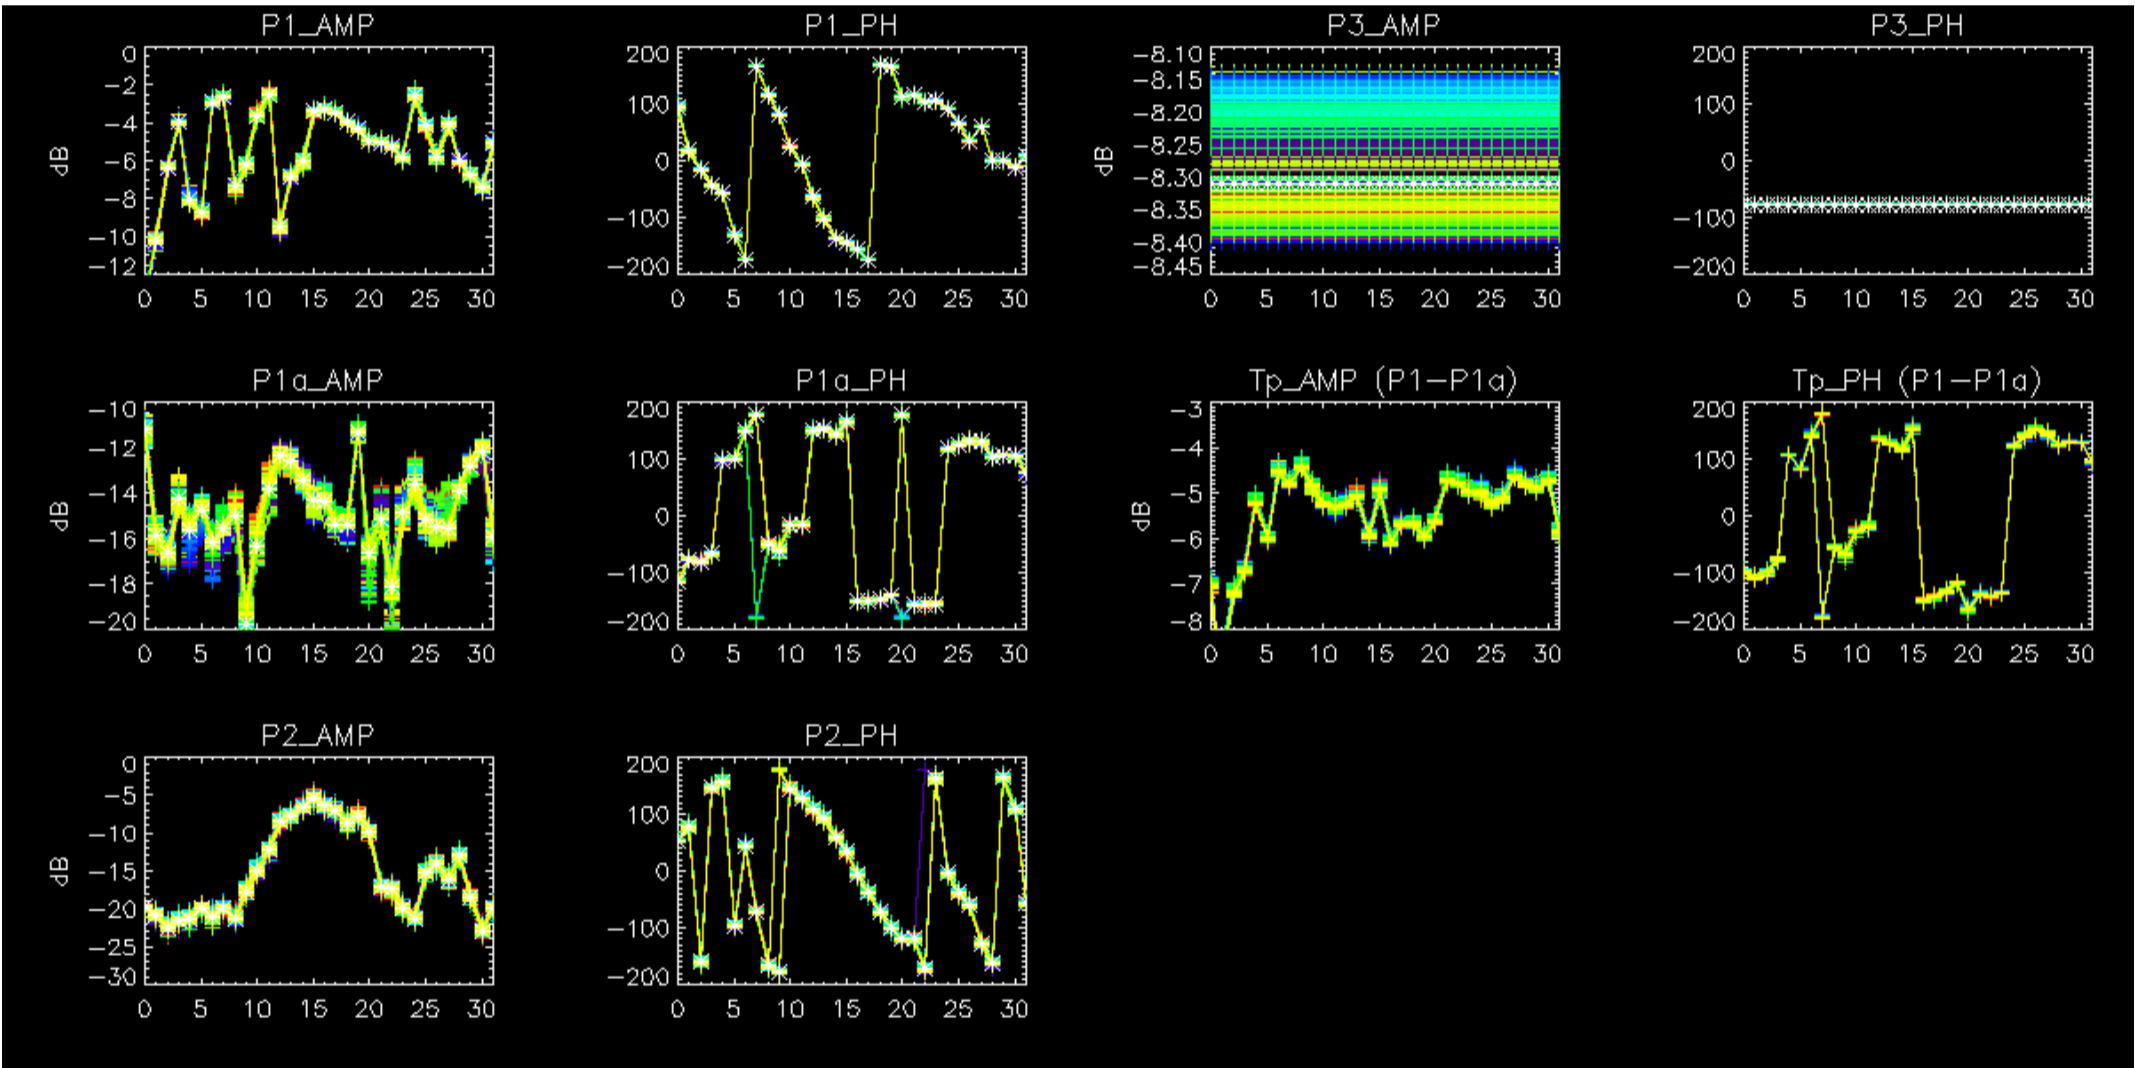 P1_AMP
0
-2
-4
-6
-8
-10
-12
dB
0 5 10 15 20 25 30
P1_PH
200
100
0
-100
-200
0 5 10 15 20 25 30
P3_AMP
-8.10
-8.15
-8.20
-8.25
-8.30
-8.35
-8.40
-8.45
dB
0 5 10 15 20 25 30
P3_PH
200
100
0
-100
-200
0 5 10 15 20 25 30
P1a_AMP
-10
-12
-14
-16
-18
-20
dB
0 5 10 15 20 25 30
P1a_PH
200
100
0
-100
-200
0 5 10 15 20 25 30
Tp_AMP (P1-P1a)
-3
-4
-5
-6
-7
-8
dB
0 5 10 15 20 25 30
Tp_PH (P1-P1a)
200
100
0
-100
-200
0 5 10 15 20 25 30
P2_AMP
0
-5
-10
-15
-20
-25
-30
dB
0 5 10 15 20 25 30
P2_PH
200
100
0
-100
-200
0 5 10 15 20 25 30